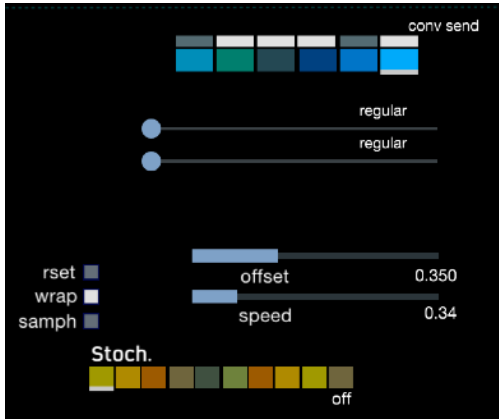 conv send
regular
regular
offset 0.350
rset
wrap
speed 0.34
samph
Stoch.
off